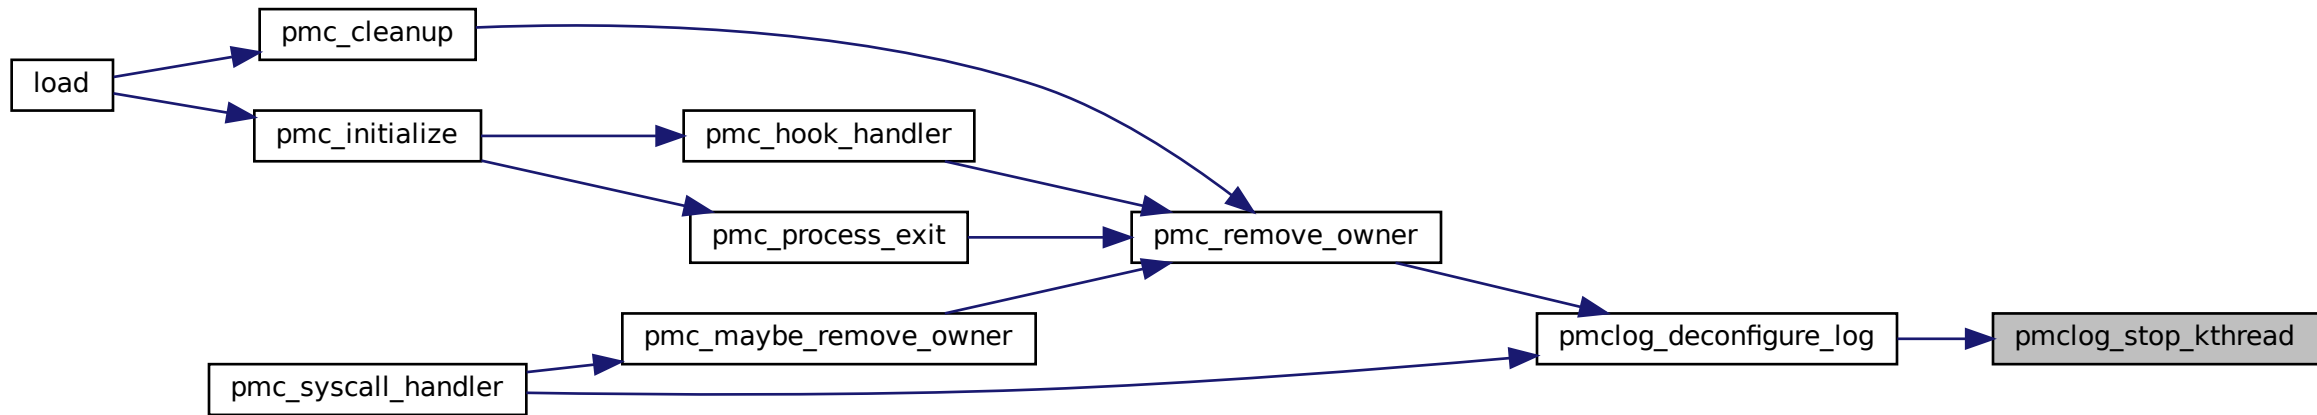 pmc_cleanup
load
pmc_initialize
pmc_hook_handler
pmc_process_exit
pmc_remove_owner
pmc_maybe_remove_owner
pmclog_deconfigure_log
pmclog_stop_kthread
pmc_syscall_handler